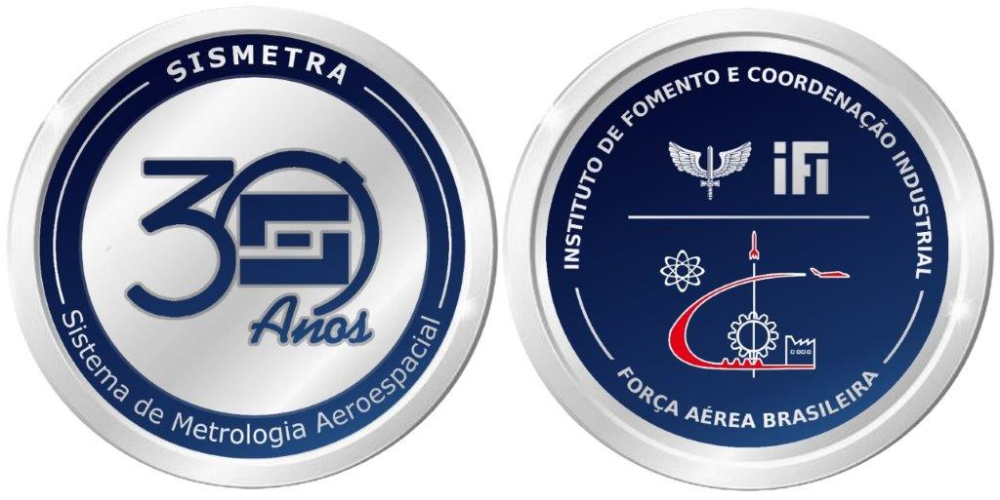 SISMETRA
30
Anos
Sistema de Metrologia Aeroespacial
INSTITUTO DE FOMENTO E COORDENAÇÃO INDUSTRIAL
iFi
FORÇA AÉREA BRASILEIRA